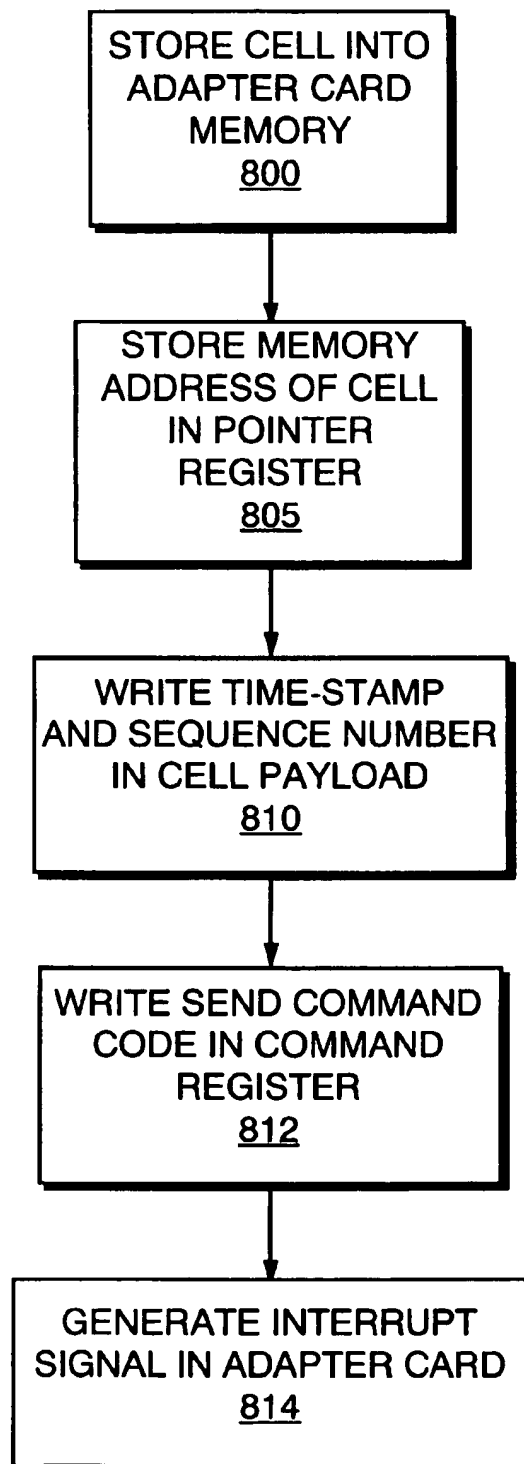 STORE CELL INTO
ADAPTER CARD
MEMORY
800
STORE MEMORY
ADDRESS OF CELL
IN POINTER
REGISTER
805
WRITE TIME-STAMP
AND SEQUENCE NUMBER
IN CELL PAYLOAD
810
WRITE SEND COMMAND
CODE IN COMMAND
REGISTER
812
GENERATE INTERRUPT
SIGNAL IN ADAPTER CARD
814